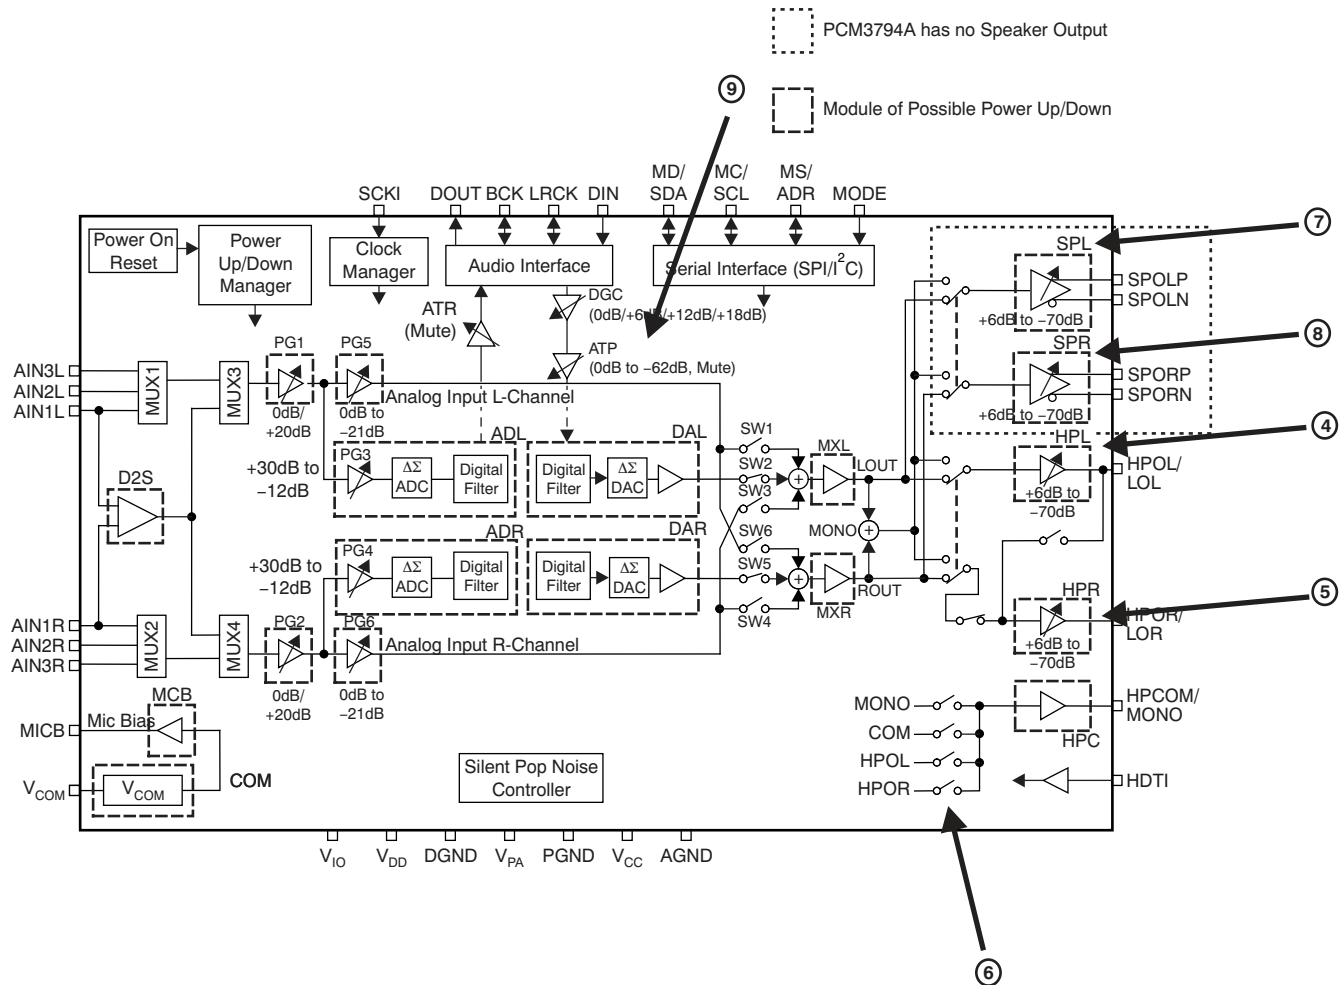 PCM3794A has no Speaker Output
⑨
Module of Possible Power Up/Down
SCKI
DOUT
BCK
LRCK
DIN
MD/
SDA
MC/
SCL
MS/
ADR
MODE
⑦
Power On
Reset
Power
Up/Down
Manager
Clock
Manager
Audio Interface
Serial Interface (SPI/I²C)
SPL
SPOLP
SPOLN
+6dB to −70dB
ATR
(Mute)
DGC
(0dB/+6dB/+12dB/+18dB)
ATP
(0dB to −62dB, Mute)
SPR
⑧
SPORP
SPORN
+6dB to −70dB
AIN3L
AIN2L
AIN1L
MUX1
MUX3
PG1
0dB/
+20dB
PG5
0dB to
−21dB
Analog Input L-Channel
D2S
+30dB to
−12dB
ADL
PG3
ΔΣ
ADC
Digital
Filter
DAL
Digital
Filter
ΔΣ
DAC
SW1
SW2
SW3
MXL
LOUT
HPL
④
+6dB to
−70dB
HPOL/
LOL
MONO
+30dB to
−12dB
ADR
PG4
ΔΣ
ADC
Digital
Filter
DAR
Digital
Filter
ΔΣ
DAC
SW6
SW5
SW4
MXR
ROUT
HPR
⑤
+6dB to
−70dB
HPOR/
LOR
AIN1R
AIN2R
AIN3R
MUX2
MUX4
PG2
0dB/
+20dB
PG6
0dB to
−21dB
Analog Input R-Channel
MICB
Mic Bias
MCB
V_COM
V_COM
COM
Silent Pop Noise
Controller
MONO
COM
HPOL
HPOR
HPC
HPCOM/
MONO
HDTI
V_IO
V_DD
DGND
V_PA
PGND
V_CC
AGND
⑥